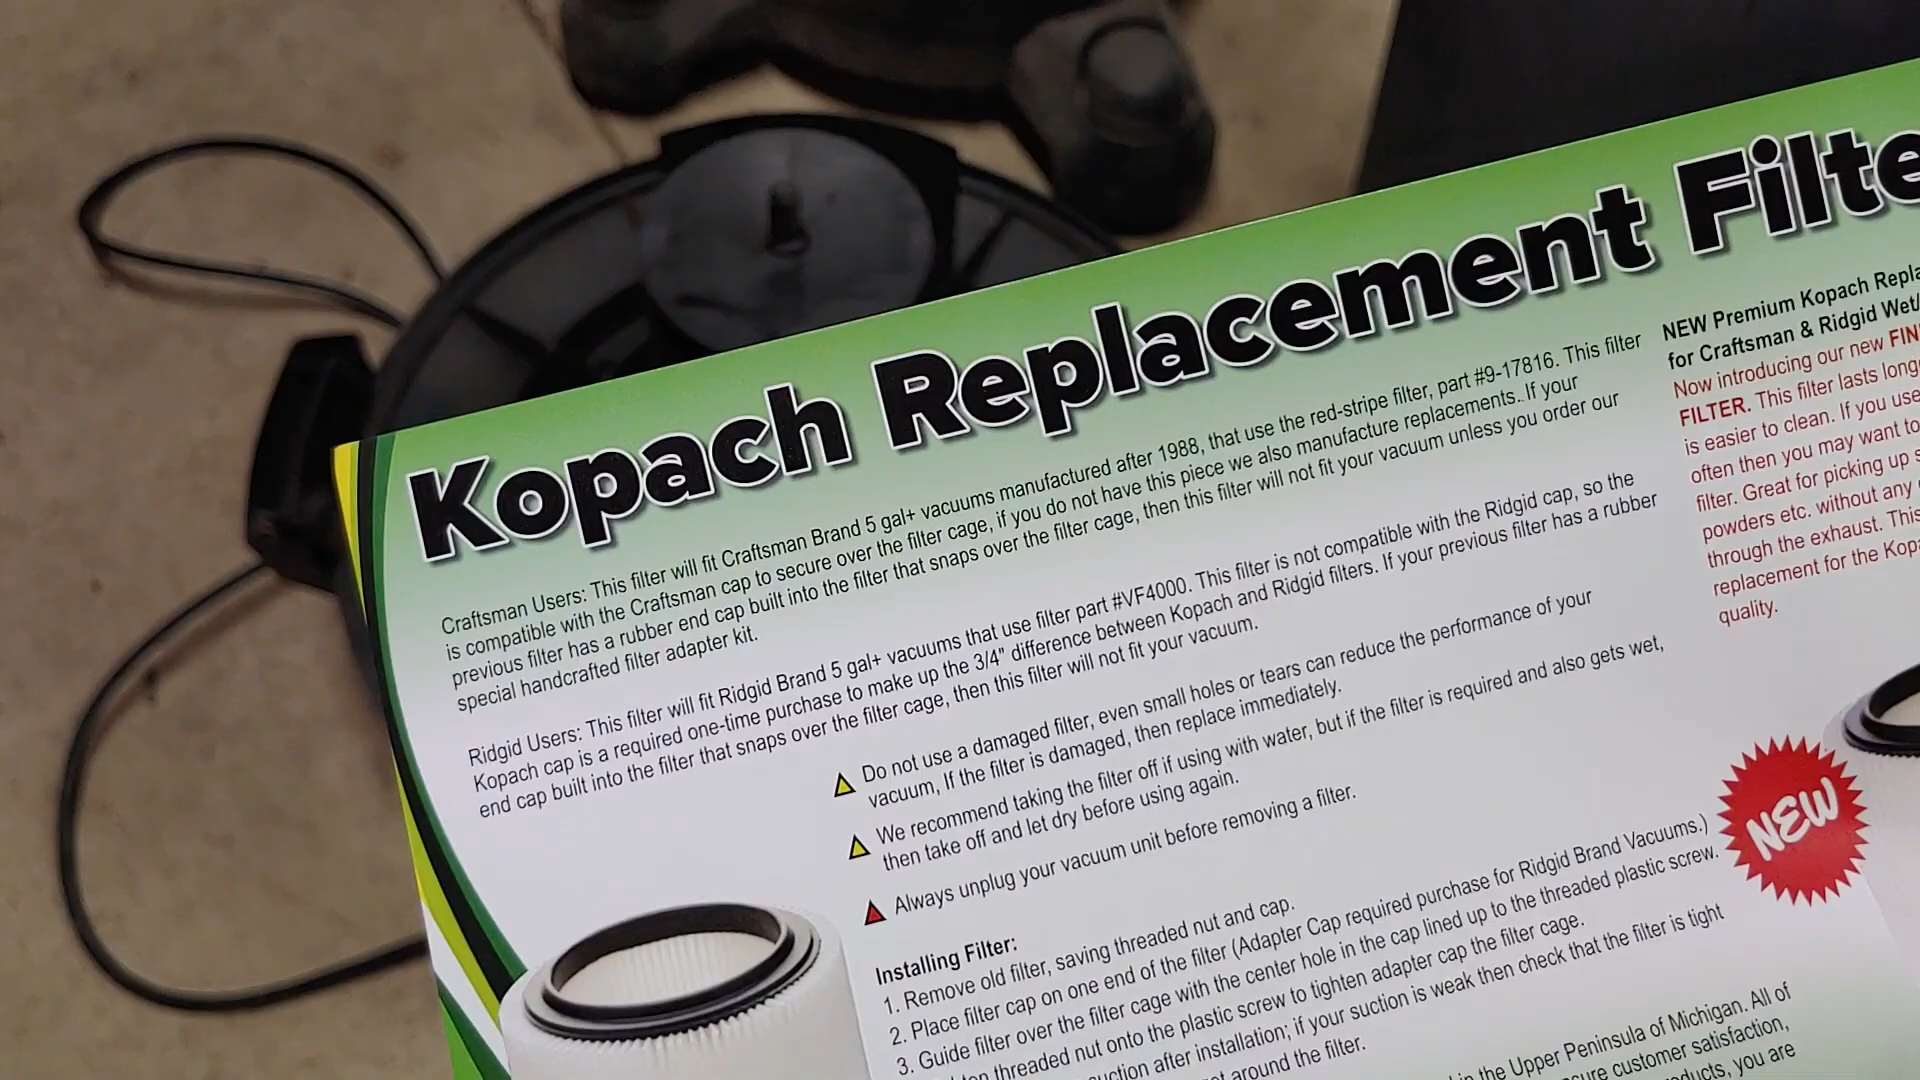 Kopach Replacement Filte
Craftsman Users: This filter will fit Craftsman Brand 5 gal+ vacuums manufactured after 1988, that use the red-stripe filter, part #9-17816. This filter
is compatible with the Craftsman cap to secure over the filter cage, if you do not have this piece we also manufacture replacements. If your
previous filter has a rubber end cap built into the filter that snaps over the filter cage, then this filter will not fit your vacuum unless you order our
special handcrafted filter adapter kit.
Ridgid Users: This filter will fit Ridgid Brand 5 gal+ vacuums that use filter part #VF4000. This filter is not compatible with the Ridgid cap, so the
Kopach cap is a required one-time purchase to make up the 3/4" difference between Kopach and Ridgid filters. If your previous filter has a rubber
end cap built into the filter that snaps over the filter cage, then this filter will not fit your vacuum.
Do not use a damaged filter, even small holes or tears can reduce the performance of your
vacuum, If the filter is damaged, then replace immediately.
We recommend taking the filter off if using with water, but if the filter is required and also gets wet,
then take off and let dry before using again.
Always unplug your vacuum unit before removing a filter.
Installing Filter:
1. Remove old filter, saving threaded nut and cap.
2. Place filter cap on one end of the filter (Adapter Cap required purchase for Ridgid Brand Vacuums.)
3. Guide filter over the filter cage with the center hole in the cap lined up to the threaded plastic screw.
threaded nut onto the plastic screw to tighten adapter cap the filter cage.
after installation; if your suction is weak then check that the filter is tight
around the filter.
in the Upper Peninsula of Michigan. All of
customer satisfaction,
you are
NEW Premium Kopach Repla
for Craftsman & Ridgid Wet/
Now introducing our new FIN
FILTER. This filter lasts long
is easier to clean. If you use
often then you may want to
filter. Great for picking up s
powders etc. without any
through the exhaust. This
replacement for the Kop
quality.
NEW